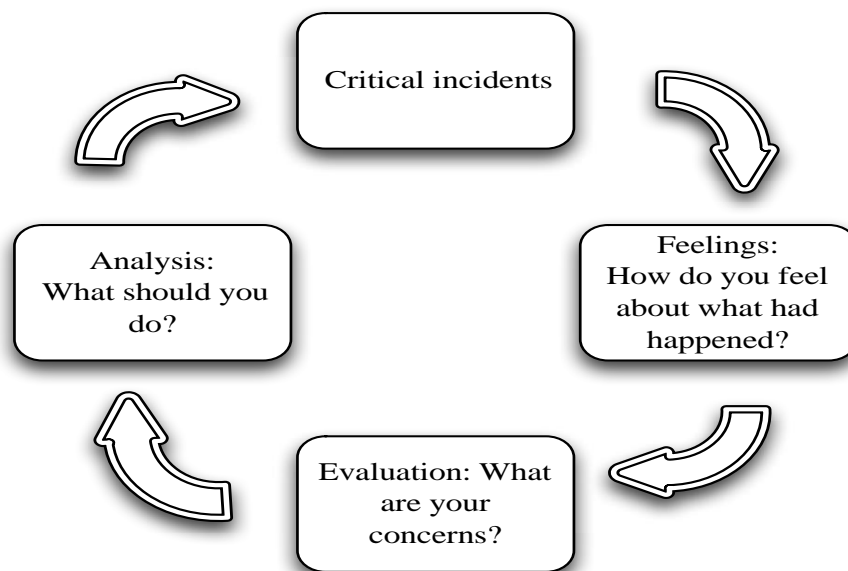 Critical incidents
Feelings:
How do you feel
about what had
happened?
Evaluation: What
are your
concerns?
Analysis:
What should you
do?